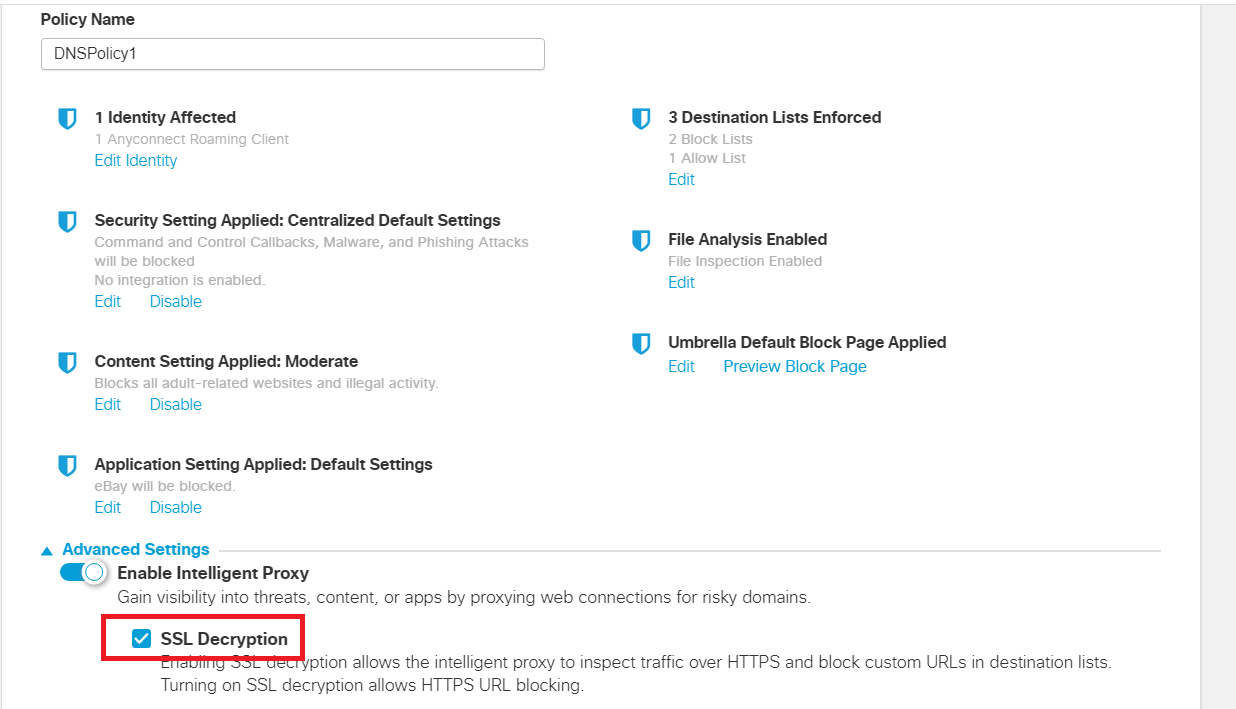 Policy Name
DNSPolicy1
1 Identity Affected
1 Anyconnect Roaming Client
Edit Identity
Security Setting Applied: Centralized Default Settings
Command and Control Callbacks, Malware, and Phishing Attacks
will be blocked
No integration is enabled.
Edit Disable
Content Setting Applied: Moderate
Blocks all adult-related websites and illegal activity.
Edit Disable
Application Setting Applied: Default Settings
eBay will be blocked.
Edit Disable
3 Destination Lists Enforced
2 Block Lists
1 Allow List
Edit
File Analysis Enabled
File Inspection Enabled
Edit
Umbrella Default Block Page Applied
Edit Preview Block Page
Advanced Settings
Enable Intelligent Proxy
Gain visibility into threats, content, or apps by proxying web connections for risky domains.
SSL Decryption
Enabling SSL decryption allows the intelligent proxy to inspect traffic over HTTPS and block custom URLs in destination lists.
Turning on SSL decryption allows HTTPS URL blocking.